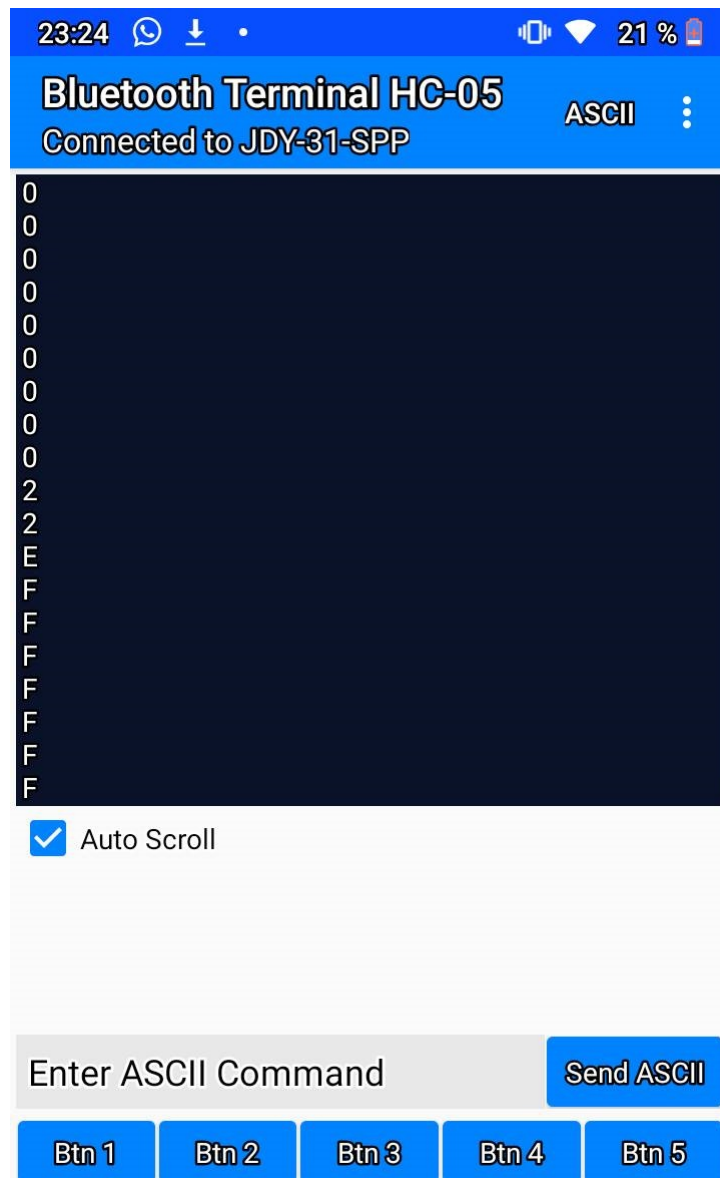 23:24 21 %
Bluetooth Terminal HC-05
Connected to JDY-31-SPP
ASCII
0
0
0
0
0
0
0
0
0
2
2
E
F
F
F
F
F
F
F
Auto Scroll
Enter ASCII Command
Send ASCII
Btn 1 Btn 2 Btn 3 Btn 4 Btn 5